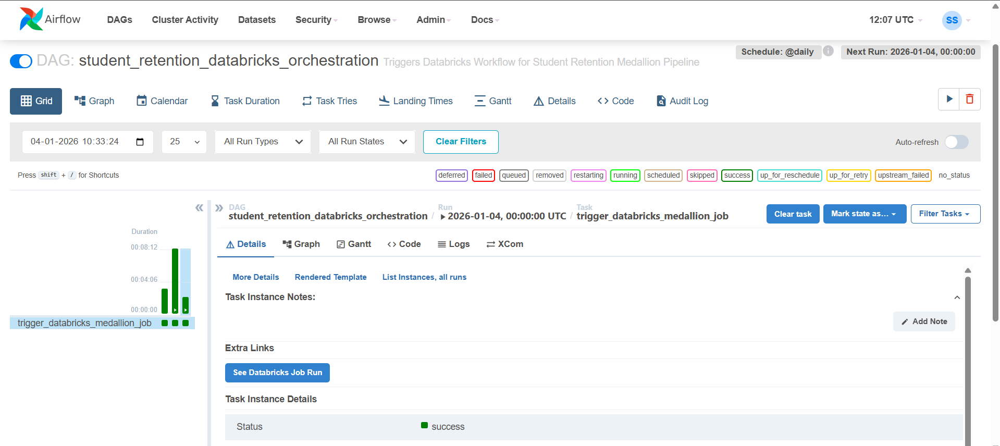 Airflow DAGs Cluster Activity Datasets Security Browse Admin Docs 12:07 UTC SS
DAG: student_retention_databricks_orchestration Triggers Databricks Workflow for Student Retention Medallion Pipeline Schedule: @daily i Next Run: 2026-01-04, 00:00:00
Grid Graph Calendar Task Duration Task Tries Landing Times Gantt Details Code Audit Log
04-01-2026 10:33:24 25 All Run Types All Run States Clear Filters Auto-refresh
Press shift + / for Shortcuts deferred failed queued removed restarting running scheduled skipped success up_for_reschedule up_for_retry upstream_failed no_status
DAG Run Task
student_retention_databricks_orchestration / 2026-01-04, 00:00:00 UTC / trigger_databricks_medallion_job Clear task Mark state as... Filter Tasks
Duration
00:08:12
00:04:06
00:00:00
trigger_databricks_medallion_job
Details Graph Gantt Code Logs XCom
More Details Rendered Template List Instances, all runs
Task Instance Notes:
Add Note
Extra Links
See Databricks Job Run
Task Instance Details
Status success